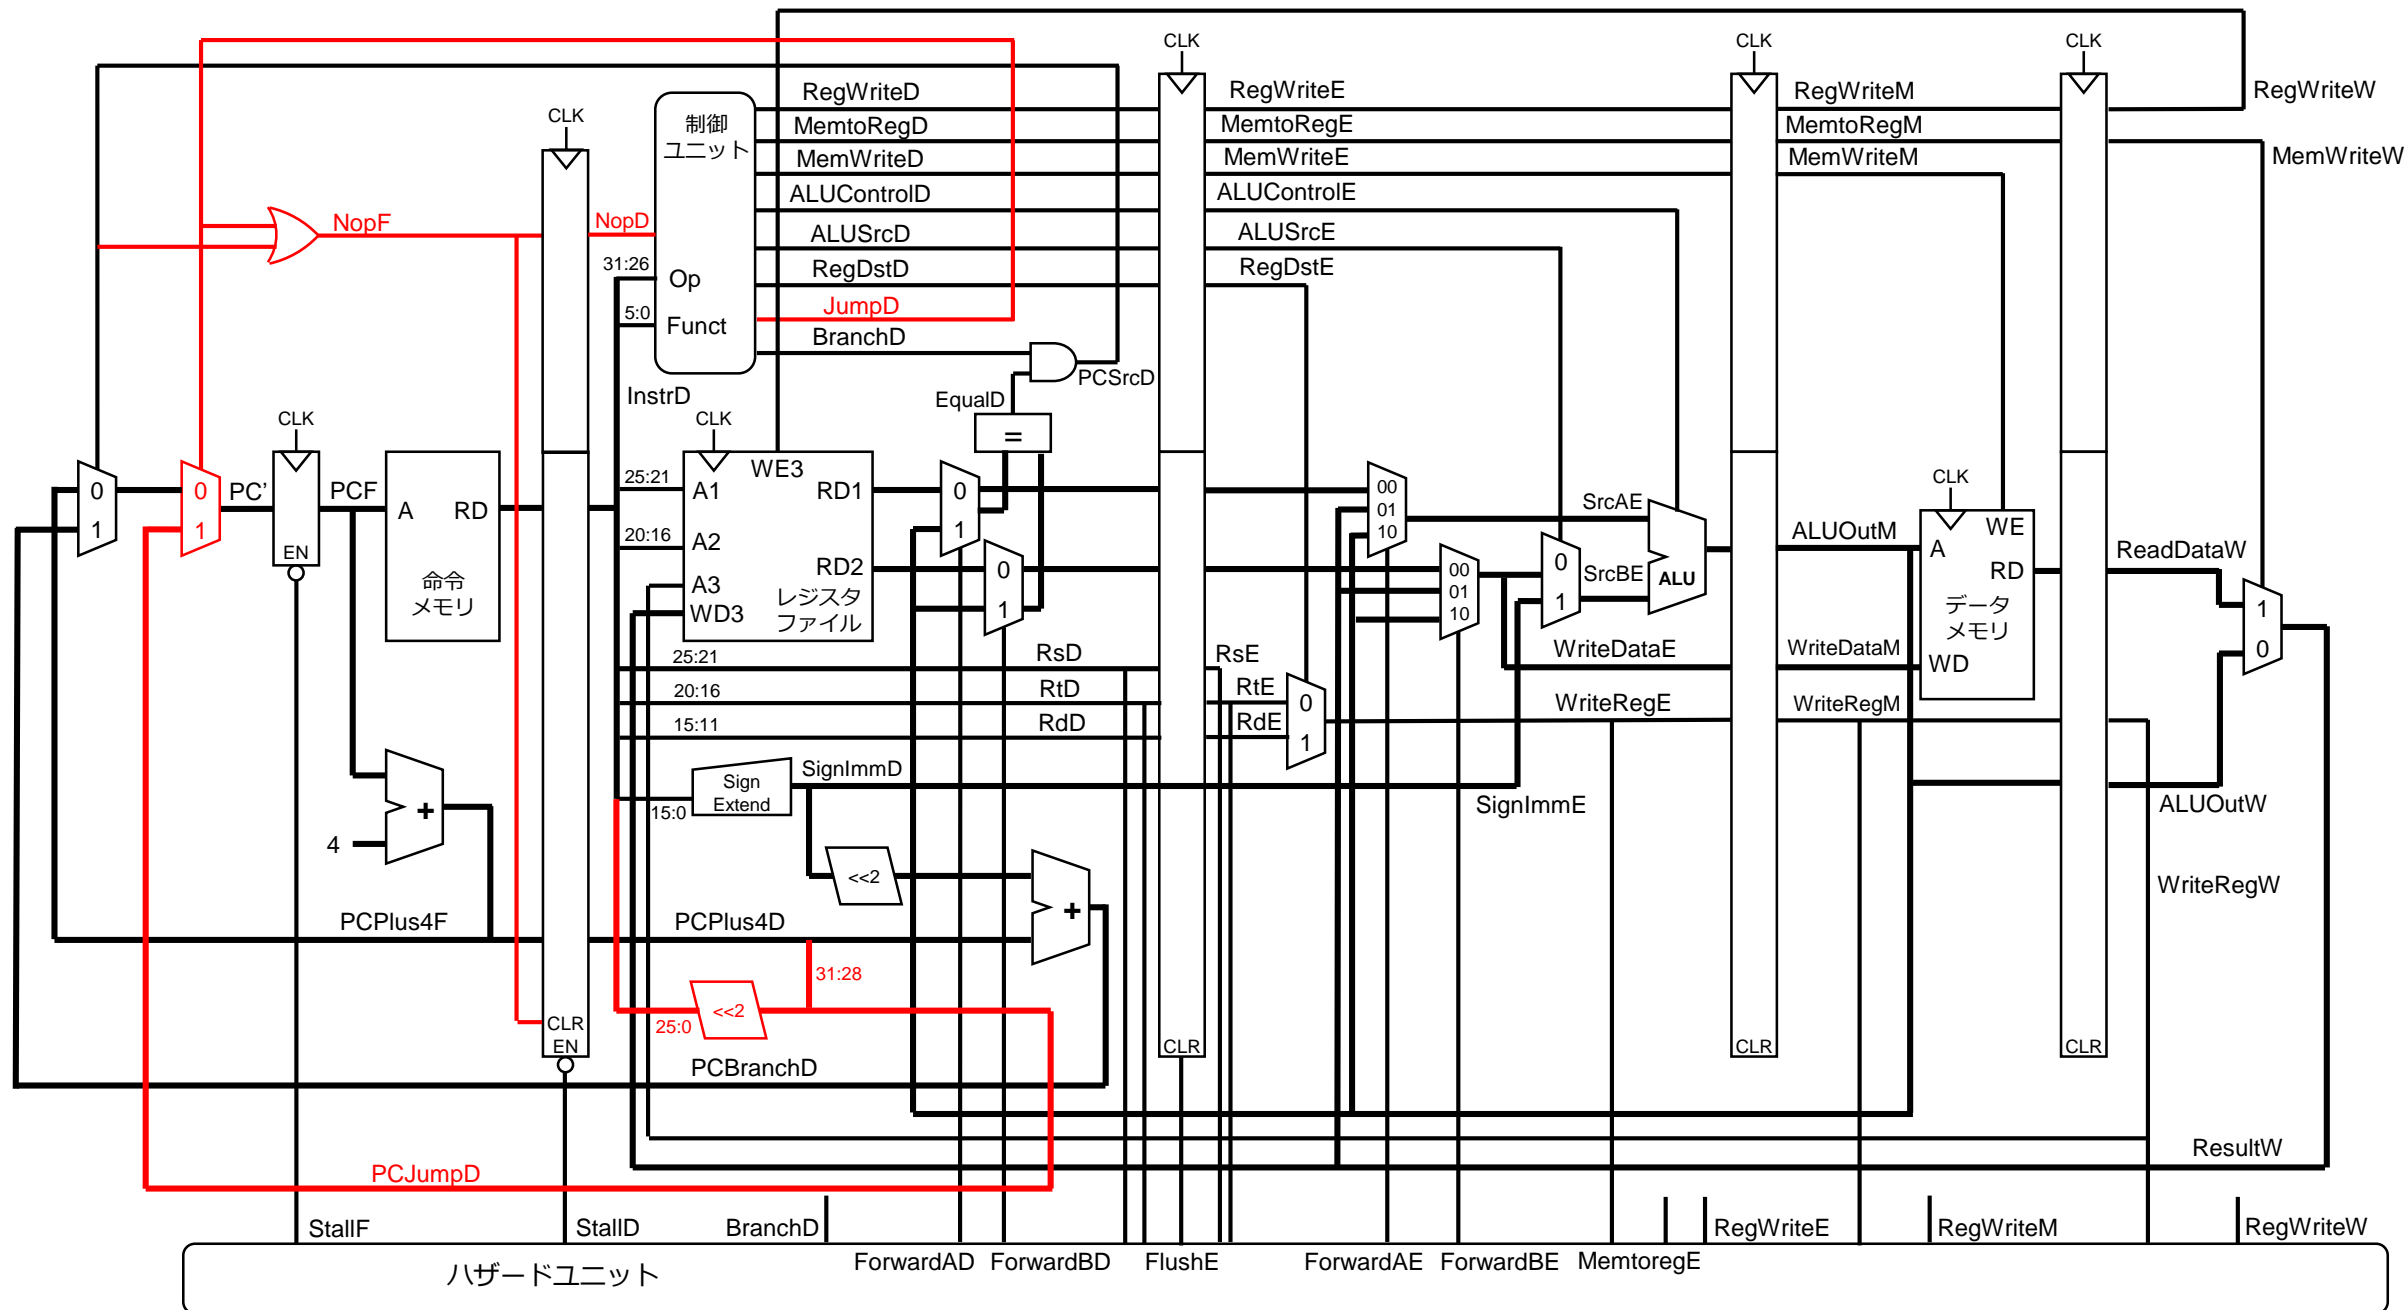 CLK
CLK
CLK
RegWriteD
RegWriteE
RegWriteM
RegWriteW
CLK
制御
ユニット
MemtoRegD
MemtoRegE
MemtoRegM
MemWriteD
MemWriteE
MemWriteM
MemWriteW
ALUControlD
ALUControlE
NopF
NopD
ALUSrcD
ALUSrcE
31:26
Op
RegDstD
RegDstE
5:0
Funct
JumpD
BranchD
PCSrcD
InstrD
EqualD
CLK
CLK
=
0
1
0
1
PC'
PCF
EN
A
RD
命令
メモリ
25:21
A1
WE3
RD1
20:16
A2
RD2
A3
WD3
レジスタ
ファイル
0
1
0
1
00
01
10
00
01
10
0
1
SrcAE
SrcBE
ALU
ALUOutM
CLK
WE
A
RD
データ
メモリ
WD
ReadDataW
1
0
25:21
RsD
RsE
20:16
RtD
RtE
15:11
RdD
RdE
0
1
WriteDataE
WriteDataM
WriteRegE
WriteRegM
15:0
Sign
Extend
SignImmD
SignImmE
ALUOutW
+
4
<<2
+
WriteRegW
PCPlus4F
PCPlus4D
31:28
25:0
<<2
CLR
EN
CLR
CLR
CLR
PCBranchD
PCJumpD
ResultW
StallF
StallD
BranchD
RegWriteE
RegWriteM
RegWriteW
ハザードユニット
ForwardAD
ForwardBD
FlushE
ForwardAE
ForwardBE
MemtoregE